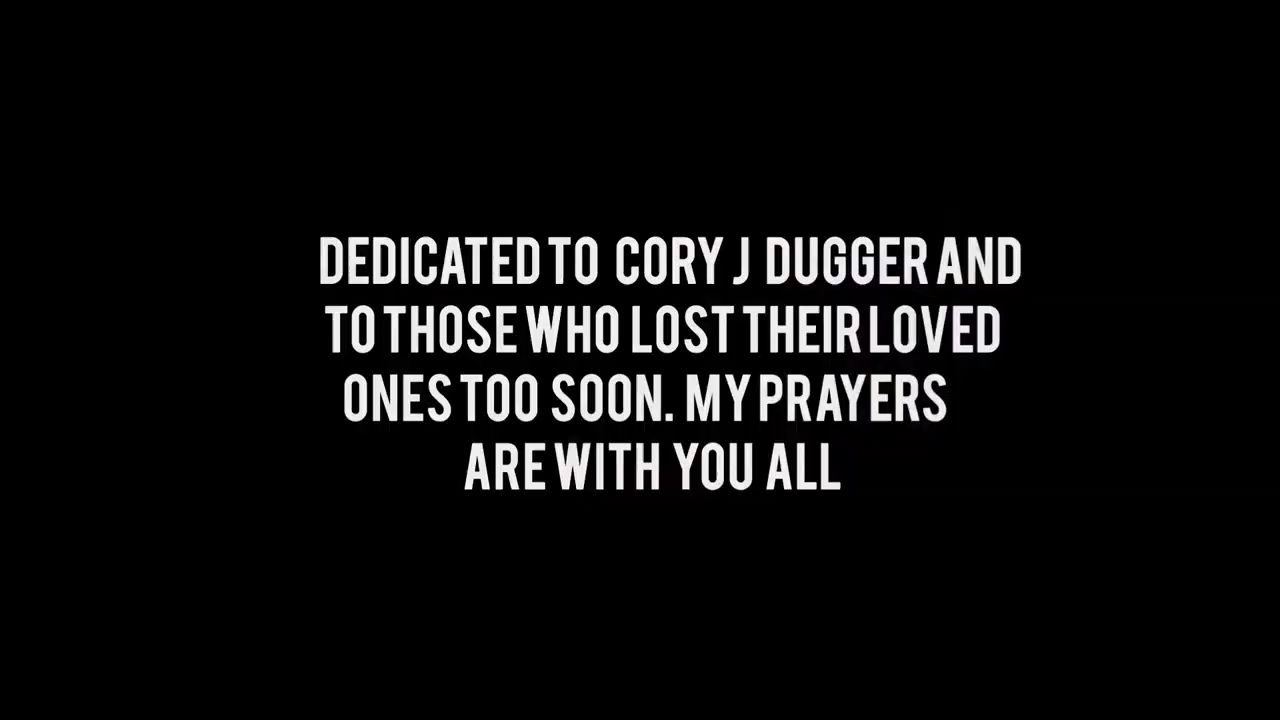 DEDICATED TO CORY J DUGGER AND
TO THOSE WHO LOST THEIR LOVED
ONES TOO SOON. MY PRAYERS
ARE WITH YOU ALL